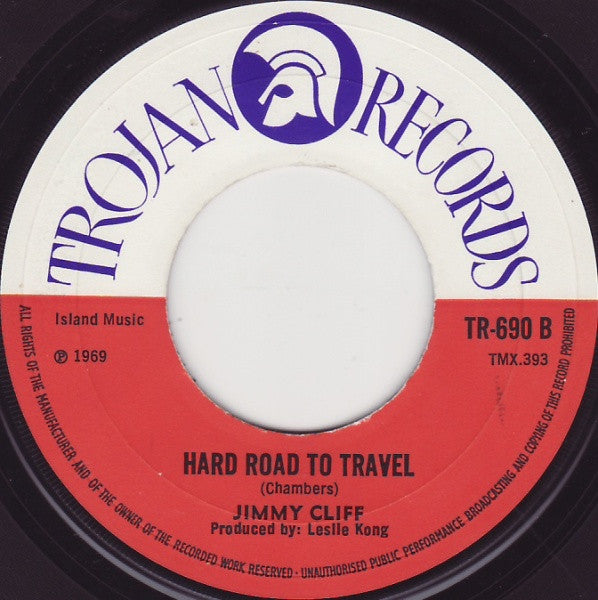 TROJAN RECORDS
Island Music
℗ 1969
TR-690 B
TMX.393
HARD ROAD TO TRAVEL
(Chambers)
JIMMY CLIFF
Produced by: Leslie Kong
ALL RIGHTS OF THE MANUFACTURER AND OF THE OWNER OF THE RECORDED WORK RESERVED · UNAUTHORISED PUBLIC PERFORMANCE BROADCASTING AND COPYING OF THIS RECORD PROHIBITED